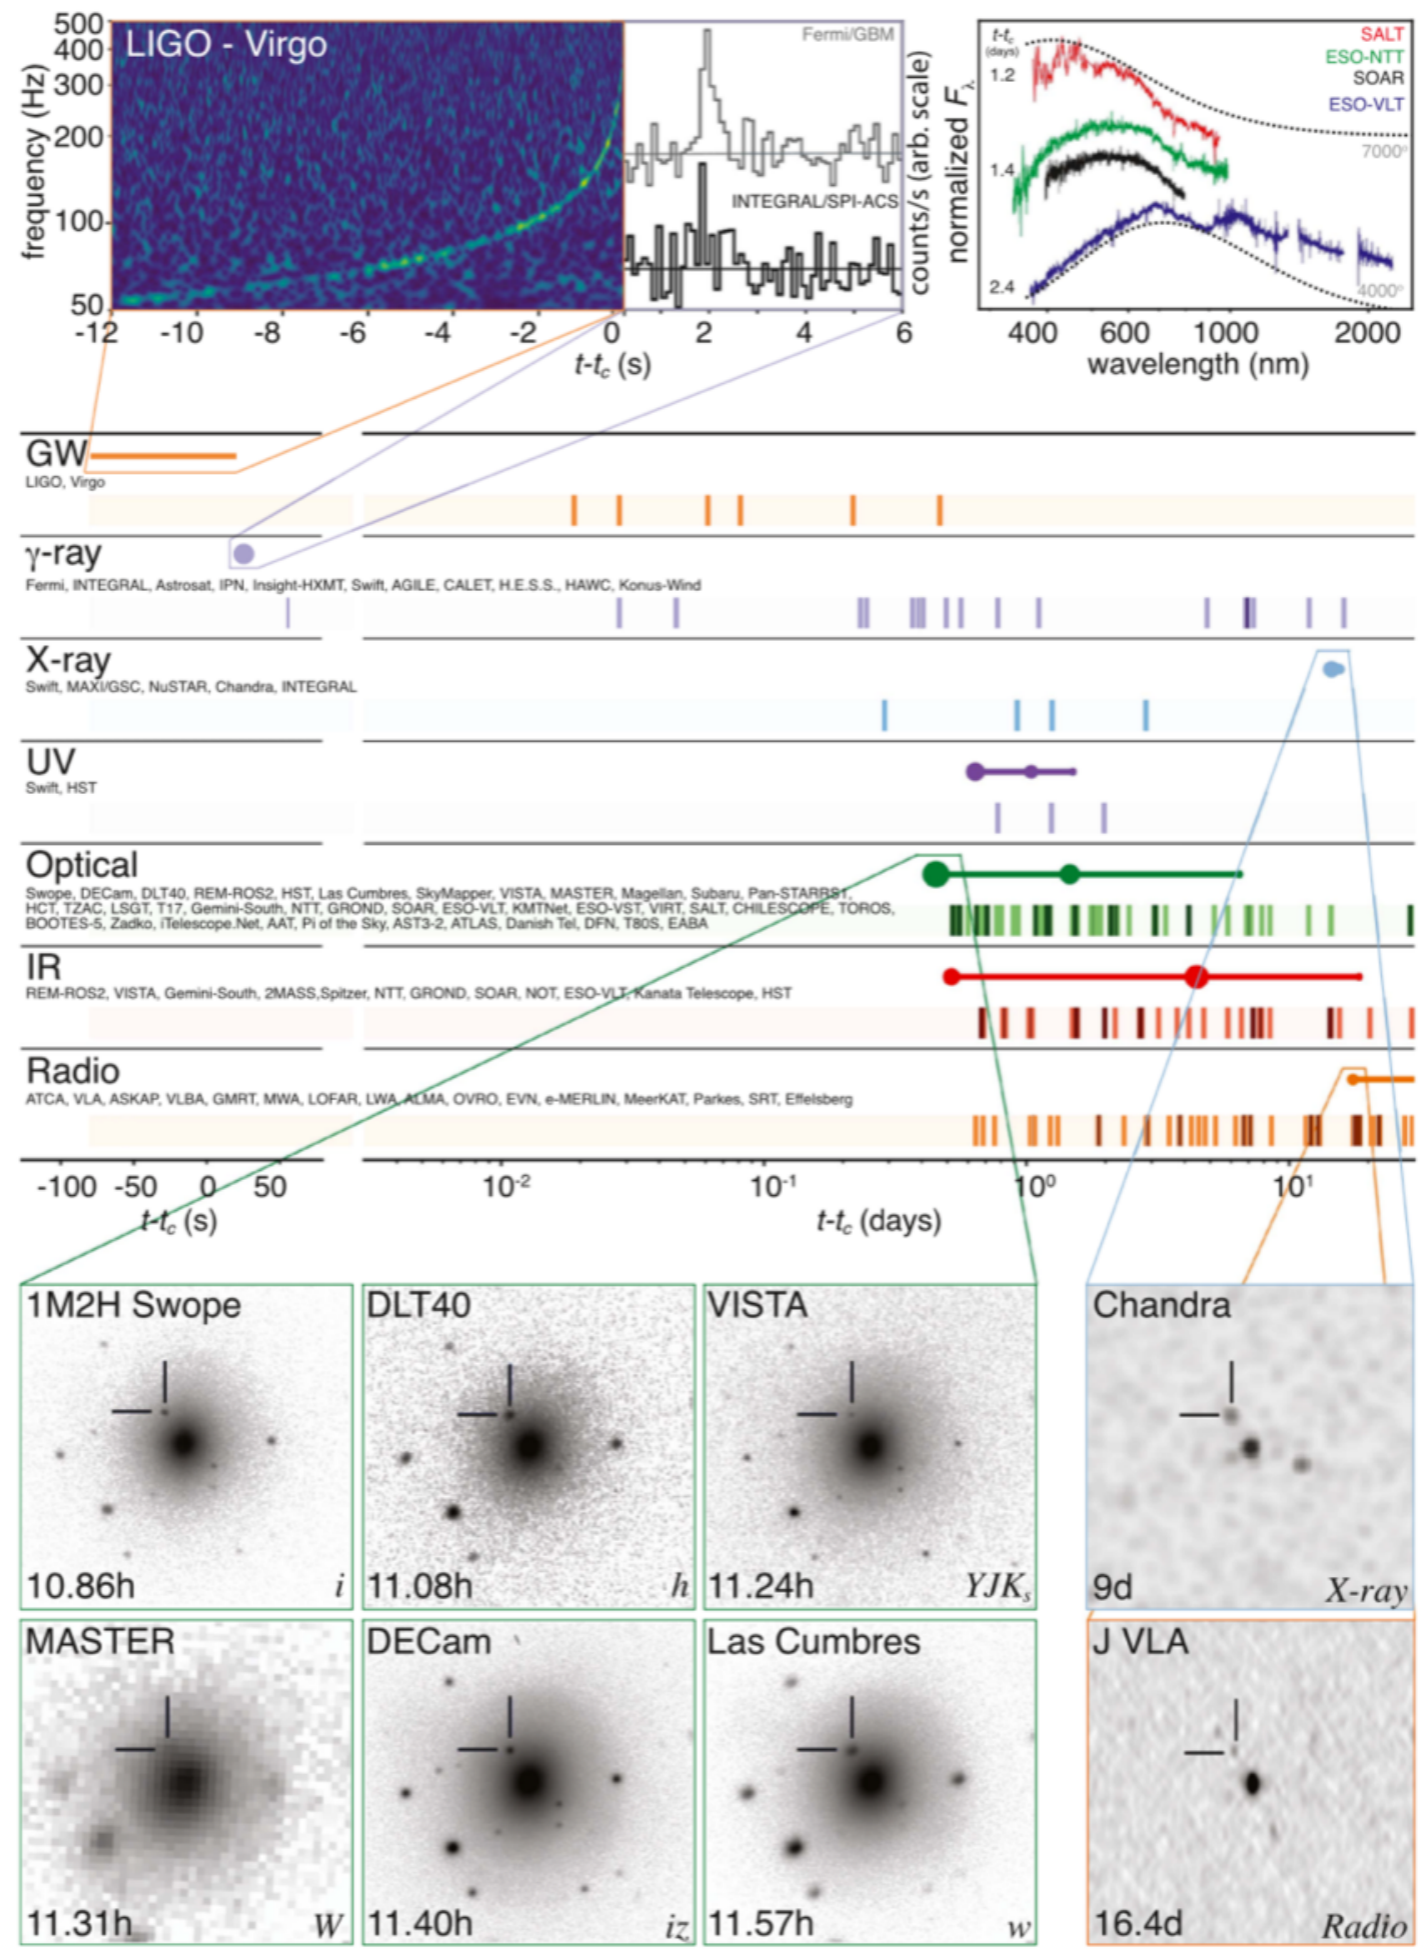 500
400
300
200
100
50
frequency (Hz)
LIGO - Virgo
Fermi/GBM
INTEGRAL/SPI-ACS
counts/s (arb. scale)
-12 -10 -8 -6 -4 -2 0 2 4 6
t-tc (s)
normalized Fλ
t-tc
(days)
1.2
1.4
2.4
SALT
ESO-NTT
SOAR
ESO-VLT
7000°
4000°
400 600 1000 2000
wavelength (nm)
GW
LIGO, Virgo
γ-ray
Fermi, INTEGRAL, Astrosat, IPN, Insight-HXMT, Swift, AGILE, CALET, H.E.S.S., HAWC, Konus-Wind
X-ray
Swift, MAXI/GSC, NuSTAR, Chandra, INTEGRAL
UV
Swift, HST
Optical
Swope, DECam, DLT40, REM-ROS2, HST, Las Cumbres, SkyMapper, VISTA, MASTER, Magellan, Subaru, Pan-STARRS1,
HCT, TZAC, LSGT, T17, Gemini-South, NTT, GROND, SOAR, ESO-VLT, KMTNet, ESO-VST, VIRT, SALT, CHILESCOPE, TOROS,
BOOTES-5, Zadko, iTelescope.Net, AAT, Pi of the Sky, AST3-2, ATLAS, Danish Tel, DFN, T80S, EABA
IR
REM-ROS2, VISTA, Gemini-South, 2MASS,Spitzer, NTT, GROND, SOAR, NOT, ESO-VLT, Kanata Telescope, HST
Radio
ATCA, VLA, ASKAP, VLBA, GMRT, MWA, LOFAR, LWA, ALMA, OVRO, EVN, e-MERLIN, MeerKAT, Parkes, SRT, Effelsberg
-100 -50 0 50 10⁻² 10⁻¹ 10⁰ 10¹
t-tc (s) t-tc (days)
1M2H Swope
10.86h i
DLT40
11.08h h
VISTA
11.24h YJKs
Chandra
9d X-ray
MASTER
11.31h W
DECam
11.40h iz
Las Cumbres
11.57h w
J VLA
16.4d Radio